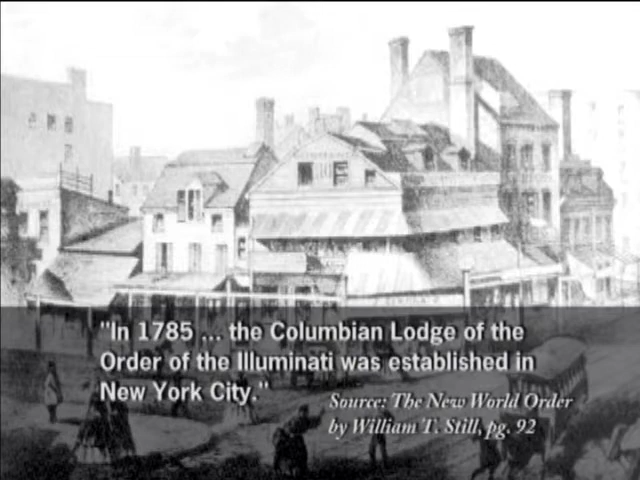 "In 1785 ... the Columbian Lodge of the
Order of the Illuminati was established in
New York City."
Source: The New World Order
by William T. Still, pg. 92